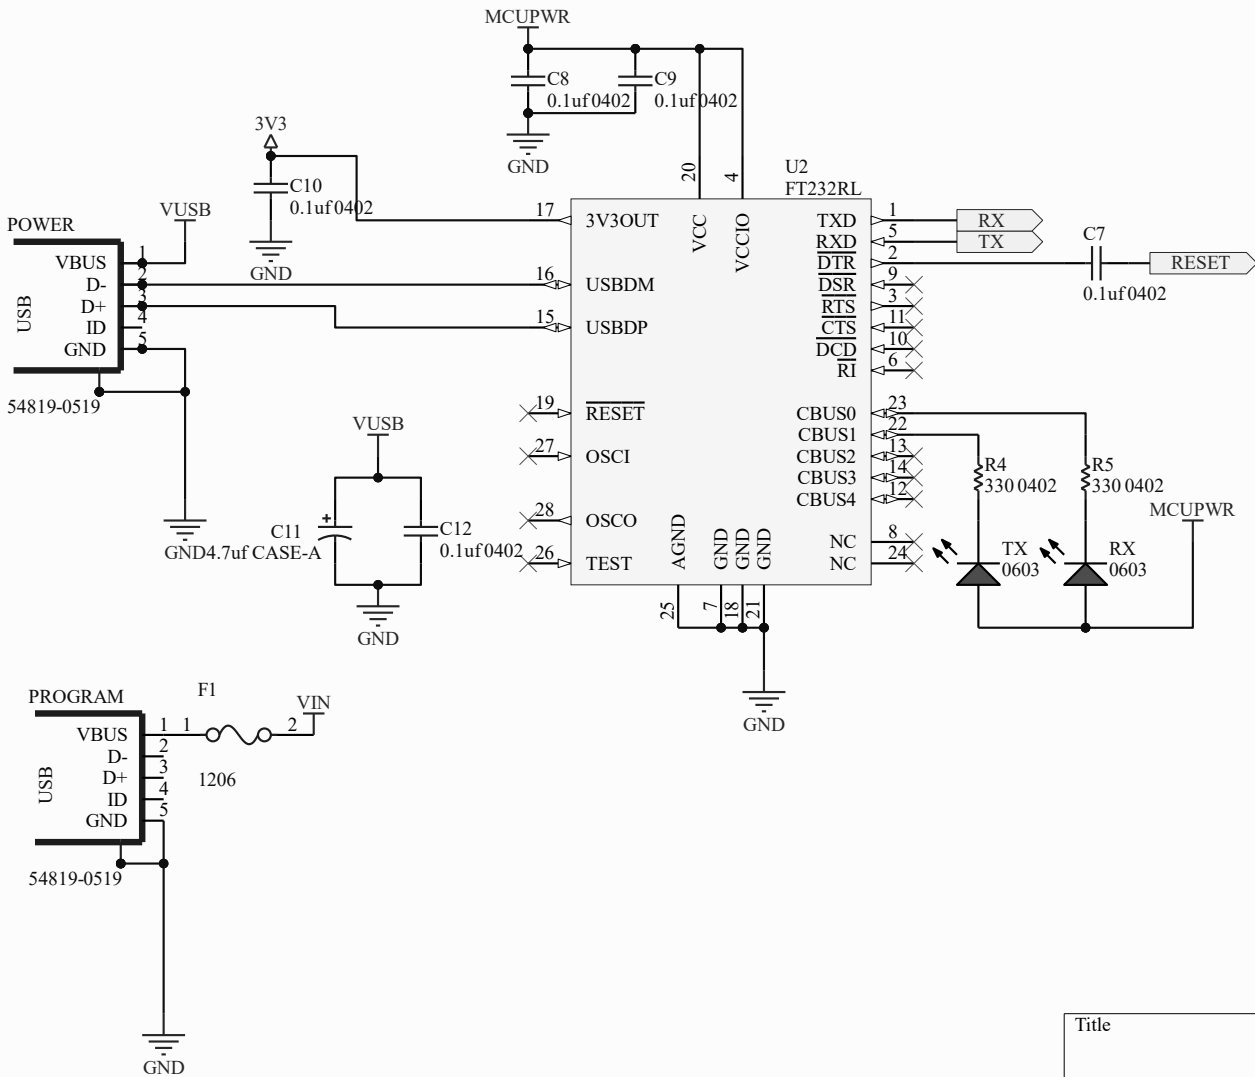 MCUPWR
C8
0.1uf 0402
C9
0.1uf 0402
GND
3V3
C10
0.1uf 0402
GND
VUSB
POWER
USB
VBUS 1
D- 2
D+ 3
ID 4
GND 5
54819-0519
GND
U2
FT232RL
20 VCC
4 VCCIO
17 3V3OUT
16 USBDM
15 USBDP
19 RESET
27 OSCI
28 OSCO
26 TEST
TXD 1 RX
RXD 5 TX
DTR 2
DSR 9
RTS 3
CTS 11
DCD 10
RI 6
CBUS0 23
CBUS1 22
CBUS2 13
CBUS3 14
CBUS4 12
NC 8
NC 24
AGND 25
GND 7
GND 18
GND 21
GND
C7
0.1uf 0402
RESET
R4
330 0402
R5
330 0402
MCUPWR
TX
0603
RX
0603
VUSB
C11
4.7uf CASE-A
C12
0.1uf 0402
GND
PROGRAM
USB
VBUS 1
D- 2
D+ 3
ID 4
GND 5
54819-0519
F1
1 2
1206
VIN
GND
Title